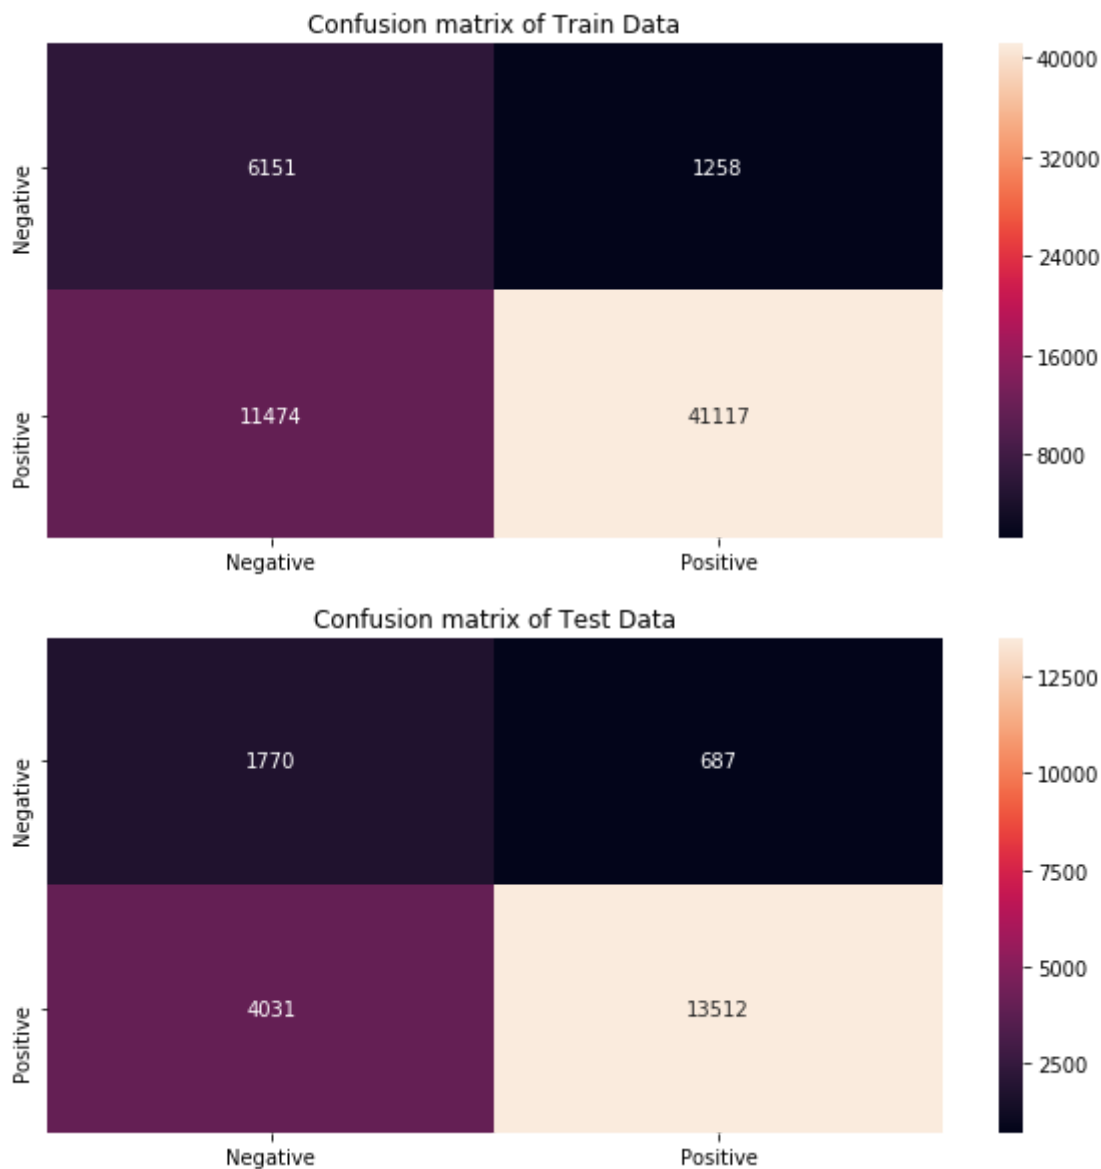 Confusion matrix of Train Data
Negative
6151
1258
Positive
11474
41117
Negative
Positive
40000
32000
24000
16000
8000
Confusion matrix of Test Data
Negative
1770
687
Positive
4031
13512
Negative
Positive
12500
10000
7500
5000
2500